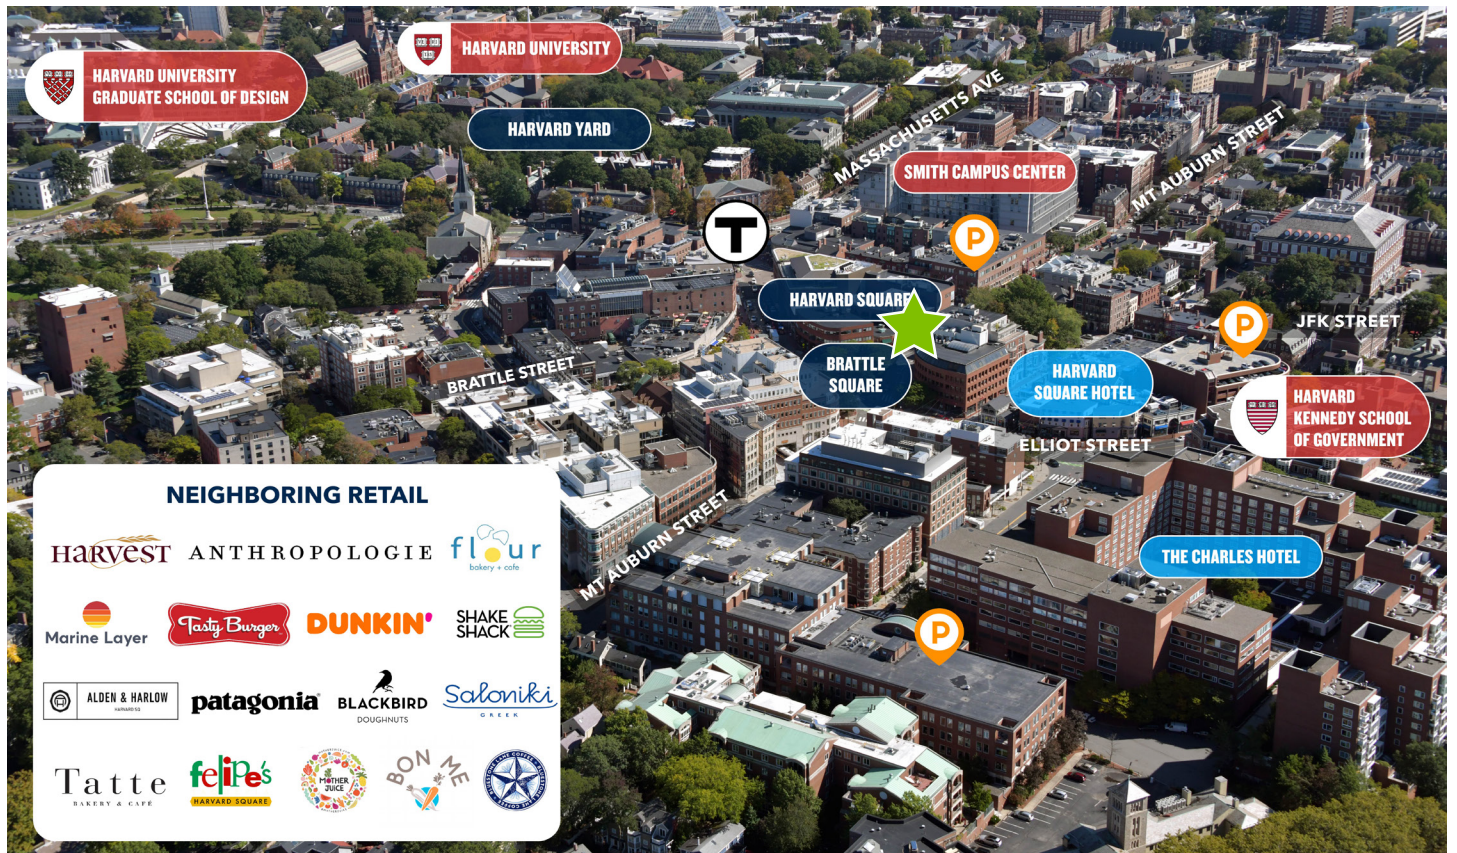 HARVARD UNIVERSITY
GRADUATE SCHOOL OF DESIGN
HARVARD UNIVERSITY
HARVARD YARD
MASSACHUSETTS AVE
MT AUBURN STREET
SMITH CAMPUS CENTER
T
P
HARVARD SQUARE
P
JFK STREET
BRATTLE STREET
BRATTLE
SQUARE
HARVARD
SQUARE HOTEL
HARVARD
KENNEDY SCHOOL
OF GOVERNMENT
ELLIOT STREET
MT AUBURN STREET
THE CHARLES HOTEL
P
NEIGHBORING RETAIL
HARVEST
ANTHROPOLOGIE
flour
bakery + cafe
Marine Layer
Tasty Burger
DUNKIN'
SHAKE
SHACK
ALDEN & HARLOW
HARVARD SQ
patagonia
BLACKBIRD
DOUGHNUTS
Saloniki
GREEK
Tatte
BAKERY & CAFÉ
felipe's
HARVARD SQUARE
MOTHER
JUICE
BON ME